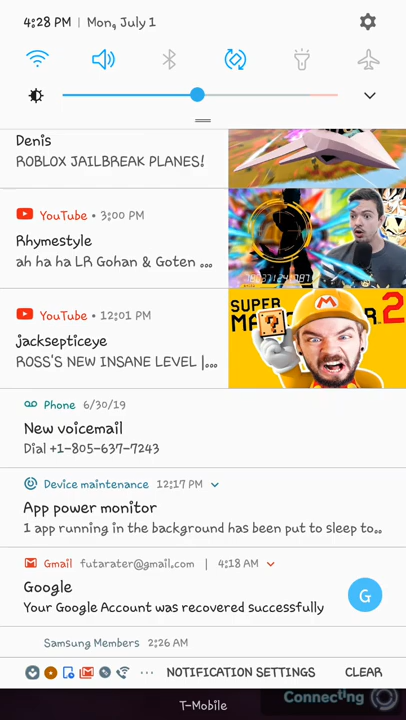 4:28 PM | Mon, July 1
Denis
ROBLOX JAILBREAK PLANES!
YouTube • 3:00 PM
Rhymestyle
ah ha ha LR Gohan & Goten ...
YouTube • 12:01 PM
jacksepticeye
ROSS'S NEW INSANE LEVEL |...
SUPER
2
Phone 6/30/19
New voicemail
Dial +1-805-637-7243
Device maintenance 12:17 PM
App power monitor
1 app running in the background has been put to sleep to..
Gmail futarater@gmail.com | 4:18 AM
Google
Your Google Account was recovered successfully
G
Samsung Members 2:26 AM
... NOTIFICATION SETTINGS CLEAR
Connecting
T-Mobile